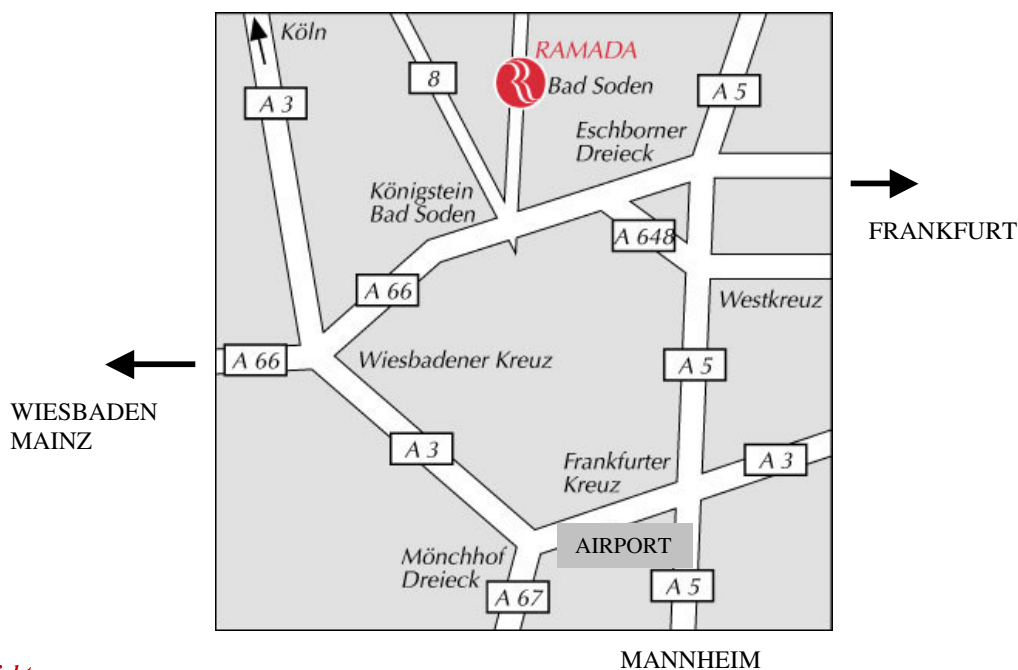 Köln
RAMADA
8
Bad Soden
A 3
A 5
Eschborner
Dreieck
Königstein
Bad Soden
A 648
FRANKFURT
A 66
Westkreuz
A 66
Wiesbadener Kreuz
A 5
WIESBADEN
MAINZ
A 3
Frankfurter
Kreuz
A 3
AIRPORT
Mönchhof
Dreieck
A 67
A 5
MANNHEIM